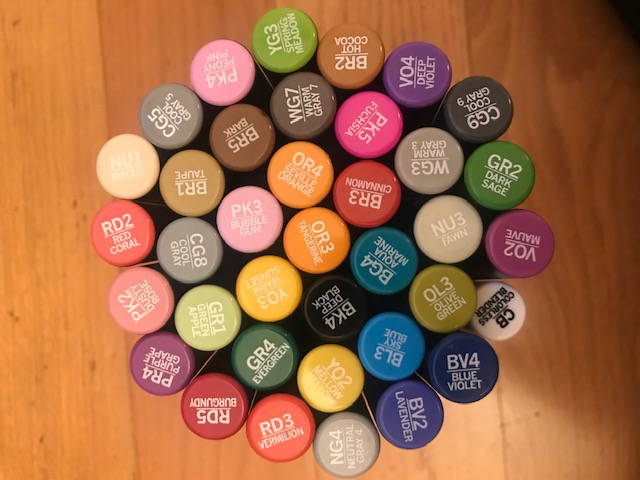 YG3
SPRING
MEADOW
BR2
HOT
COCOA
PK4
PEONY
PINK
VO4
DEEP
VIOLET
CG5
COOL
GRAY 5
WG7
WARM
GRAY 7
PK5
FUCHSIA
CG9
COOL
GRAY 9
BR5
BARK
NU1
BR1
TAUPE
OR4
SEVILLE
ORANGE
BR3
CINNAMON
WG3
WARM
GRAY 3
GR2
DARK
SAGE
RD2
RED
CORAL
CG8
COOL
GRAY
PK3
BUBBLE
GUM
OR3
TANGERINE
BG4
AQUA
MARINE
NU3
FAWN
VO2
MAUVE
PK2
DUSTY
ROSE
GR1
GREEN
APPLE
YO3
WARM
SUNSET
BK4
DEEP
BLACK
OL3
OLIVE
GREEN
CB
COLORLESS
BLENDER
PR4
PURPLE
GRAPE
GR4
EVERGREEN
YO2
MELLOW
YELLOW
BL3
SKY
BLUE
BV4
BLUE
VIOLET
RD5
BURGUNDY
RD3
VERMILION
NG4
NEUTRAL
GRAY 4
BV2
LAVENDER